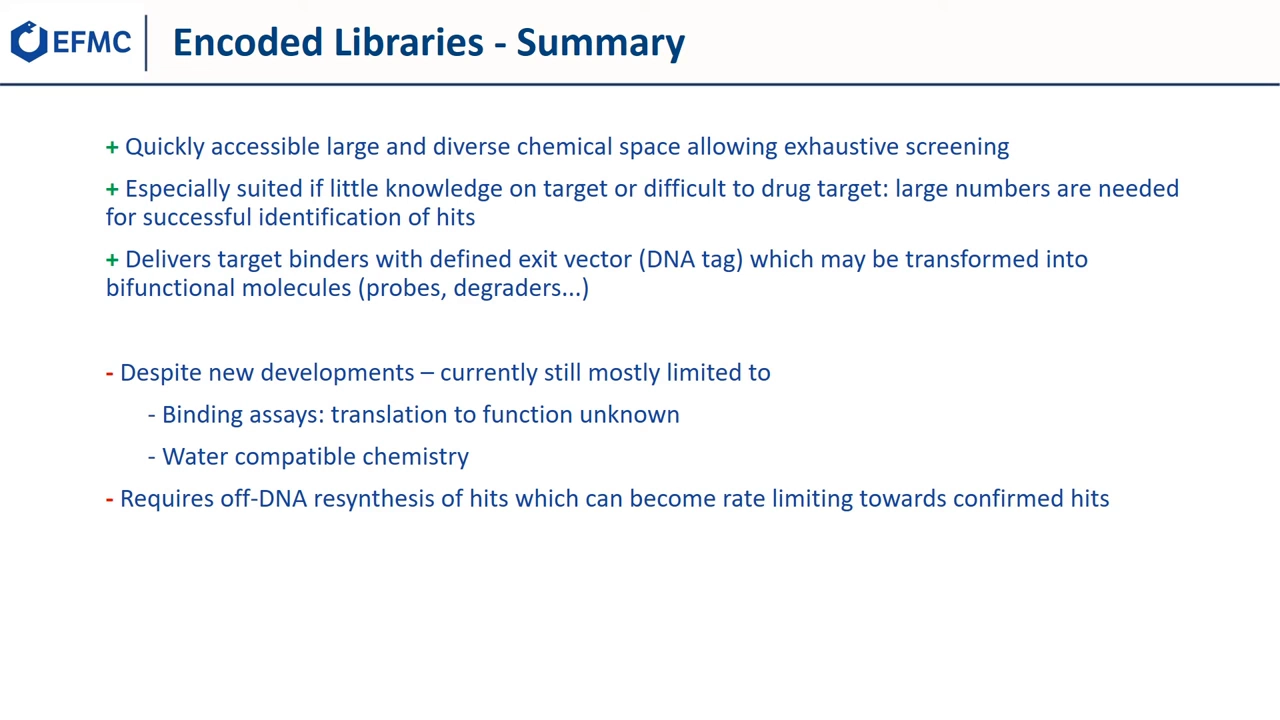 EFMC
Encoded Libraries - Summary
+ Quickly accessible large and diverse chemical space allowing exhaustive screening
+ Especially suited if little knowledge on target or difficult to drug target: large numbers are needed
for successful identification of hits
+ Delivers target binders with defined exit vector (DNA tag) which may be transformed into
bifunctional molecules (probes, degraders...)
- Despite new developments – currently still mostly limited to
- Binding assays: translation to function unknown
- Water compatible chemistry
- Requires off-DNA resynthesis of hits which can become rate limiting towards confirmed hits